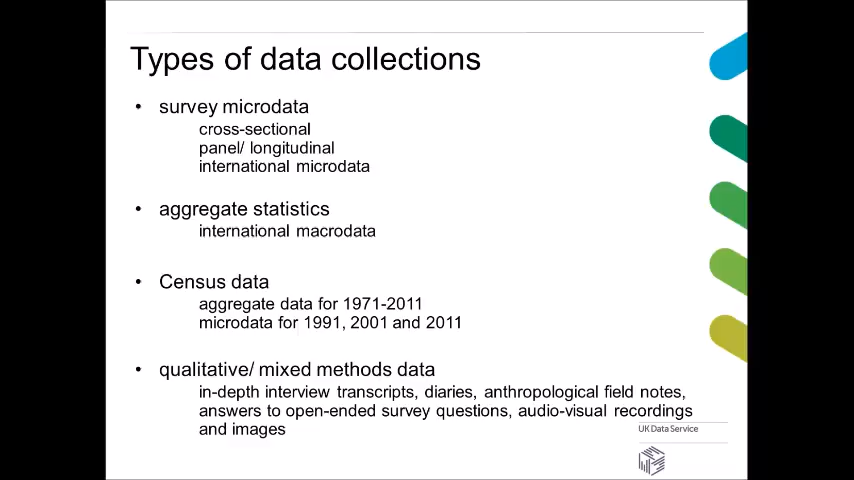 Types of data collections
• survey microdata
cross-sectional
panel/ longitudinal
international microdata
• aggregate statistics
international macrodata
• Census data
aggregate data for 1971-2011
microdata for 1991, 2001 and 2011
• qualitative/ mixed methods data
in-depth interview transcripts, diaries, anthropological field notes,
answers to open-ended survey questions, audio-visual recordings
and images
UK Data Service